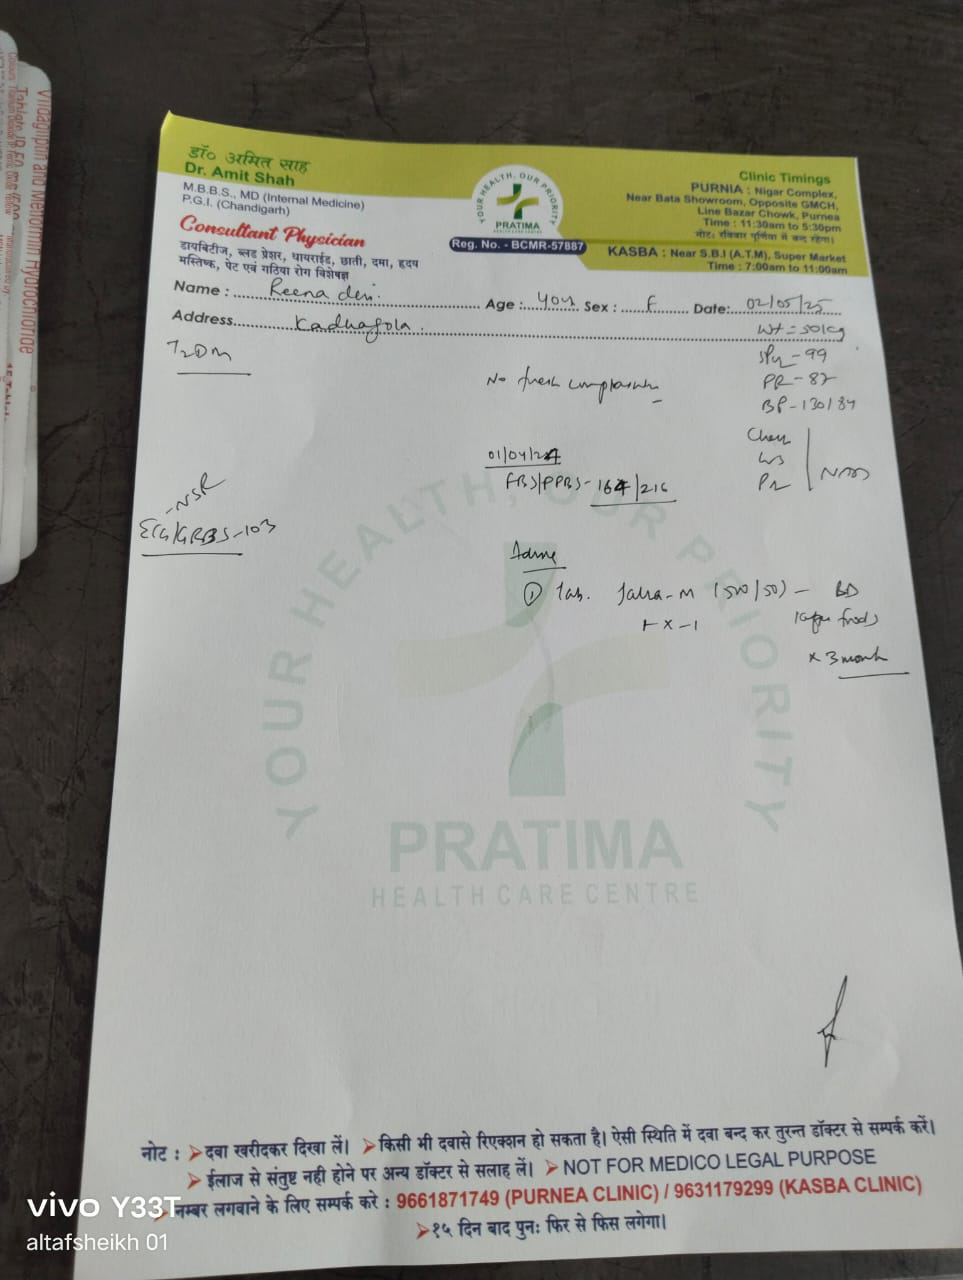 डॉ० अमित साह
Dr. Amit Shah
M.B.B.S., MD (Internal Medicine)
P.G.I. (Chandigarh)
Consultant Physician
डायबिटीज, ब्लड प्रेशर, थायराईड, छाती, दमा, हृदय
मस्तिष्क, पेट एवं गठिया रोग विशेषज्ञ
YOUR HEALTH, OUR PRIORITY
PRATIMA
Reg. No. - BCMR-57887
Clinic Timings
PURNIA : Nigar Complex,
Near Bata Showroom, Opposite GMCH,
Line Bazar Chowk, Purnea
Time : 11:30am to 5:30pm
नोट: रविवार पूर्णिया में बन्द रहेगा।
KASBA : Near S.B.I (A.T.M), Super Market
Time : 7:00am to 11:00am
Name : Reena devi. Age : 40y Sex : F Date: 02/05/25
Address Kadhagola.
Wt = 50kg
T2DM
SPO2 - 99
PR - 87
BP - 130/84
No fresh complaints
Chest
CVS
NAD
01/04/24
FBS/PPBS - 164/216
- NSR
ECG/GRBS - 103
Advice
① Tab. - M (500/50) - BD
1 x - 1
after food
x 3 month
YOUR HEALTH, OUR PRIORITY
PRATIMA
HEALTH CARE CENTRE
नोट : ➤दवा खरीदकर दिखा लें। ➤किसी भी दवासे रिएक्शन हो सकता है। ऐसी स्थिति में दवा बन्द कर तुरन्त डॉक्टर से सम्पर्क करें।
➤ ईलाज से संतुष्ट नही होने पर अन्य डॉक्टर से सलाह लें। ➤ NOT FOR MEDICO LEGAL PURPOSE
नम्बर लगवाने के लिए सम्पर्क करे : 9661871749 (PURNEA CLINIC) / 9631179299 (KASBA CLINIC)
➤१५ दिन बाद पुनः फिर से फिस लगेगा।
vivo Y33T
altafsheikh 01